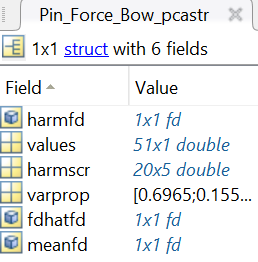 Pin_Force_Bow_pcastr
1x1 struct with 6 fields
Field Value
harmfd 1x1 fd
values 51x1 double
harmscr 20x5 double
varprop [0.6965;0.155...
fdhatfd 1x1 fd
meanfd 1x1 fd